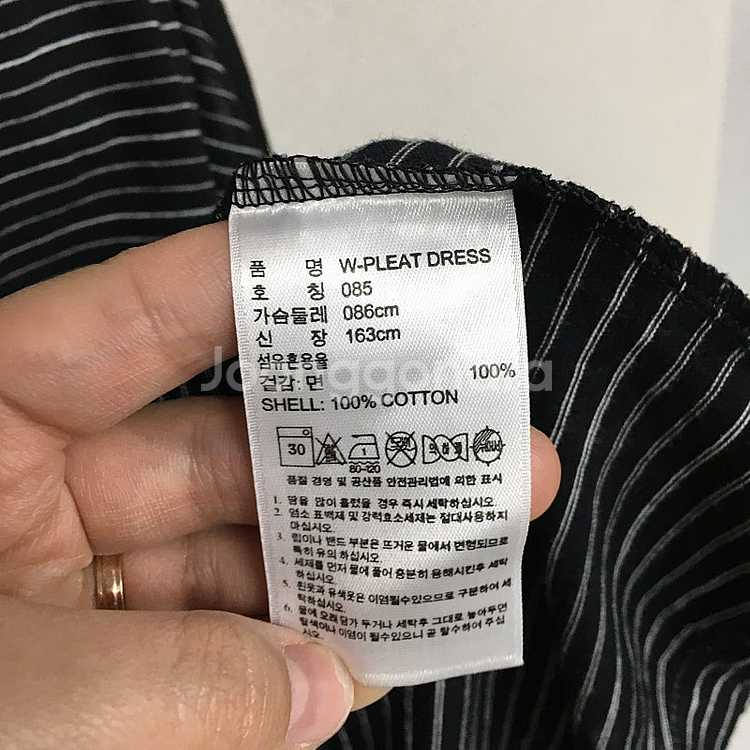 품 명 W-PLEAT DRESS
호 칭 085
가슴둘레 086cm
신 장 163cm
섬유혼용율
겉감: 면 100%
SHELL: 100% COTTON
30 1
80-120
품질 경영 및 공산품 안전관리법에 의한 표시
1. 땀을 많이 흘렸을 경우 즉시 세탁하십시오.
2. 염소 표백제 및 강력효소세제는 절대사용하지
마십시오.
3. 립이나 밴드 부분은 뜨거운 물에서 변형되므로
특히 유의 하십시오.
4. 세제를 먼저 물에 풀어 충분히 용해시킨후 세탁
하십시오.
5. 흰옷과 유색옷은 이염될수있으므로 구분하여 세
탁하십시오.
6. 물에 오래 담가 두거나 세탁후 그대로 놓아두면
탈색이나 이염이 될수있으니 곧 탈수하여 주십
시오.